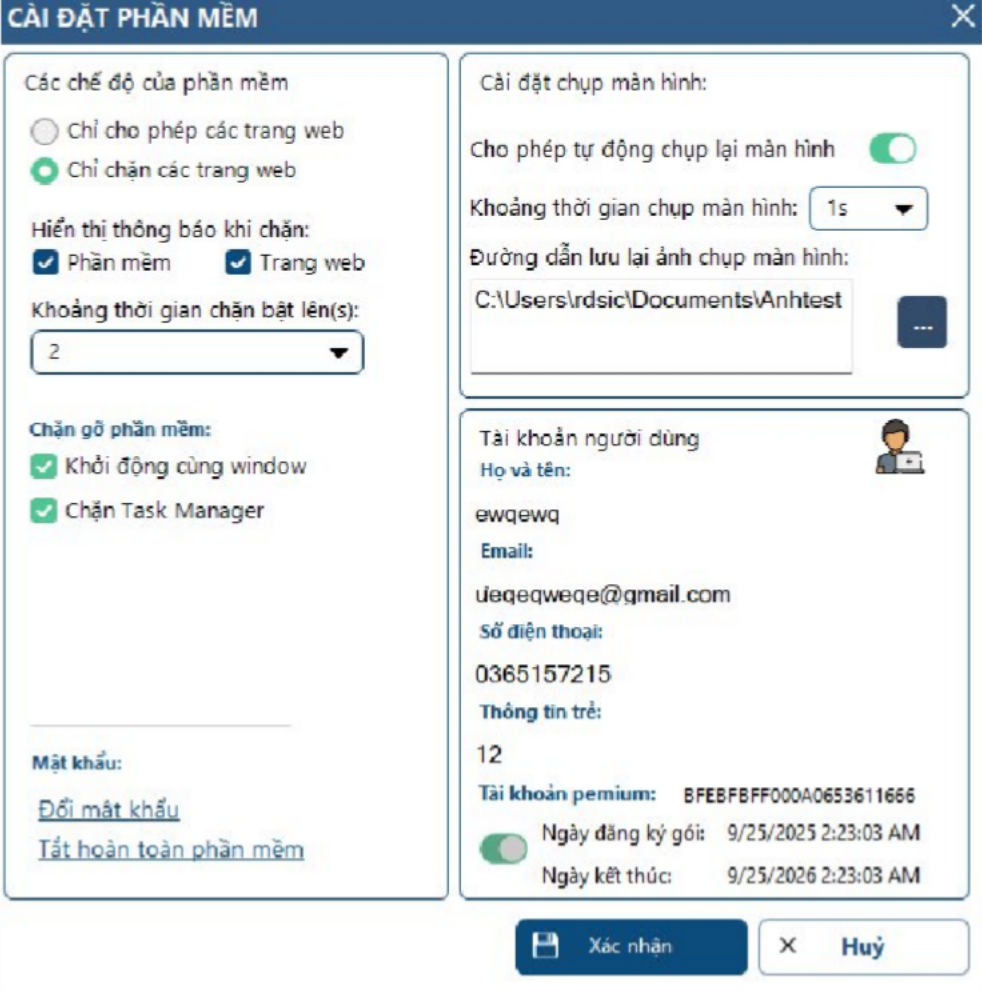 CÀI ĐẶT PHẦN MỀM
Các chế độ của phần mềm
Chỉ cho phép các trang web
Chỉ chặn các trang web
Hiển thị thông báo khi chặn:
Phần mềm
Trang web
Khoảng thời gian chặn bật lên(s):
2
Chặn gỡ phần mềm:
Khởi động cùng window
Chặn Task Manager
Mật khẩu:
Đổi mật khẩu
Tắt hoàn toàn phần mềm
Cài đặt chụp màn hình:
Cho phép tự động chụp lại màn hình
Khoảng thời gian chụp màn hình: 1s
Đường dẫn lưu lại ảnh chụp màn hình:
C:\Users\rdsic\Documents\Anhtest
...
Tài khoản người dùng
Họ và tên:
ewqewq
Email:
ueqeqweqe@gmail.com
Số điện thoại:
0365157215
Thông tin trẻ:
12
Tài khoản pemium: BFEBFBFF000A0653611666
Ngày đăng ký gói: 9/25/2025 2:23:03 AM
Ngày kết thúc: 9/25/2026 2:23:03 AM
Xác nhận
Huỷ